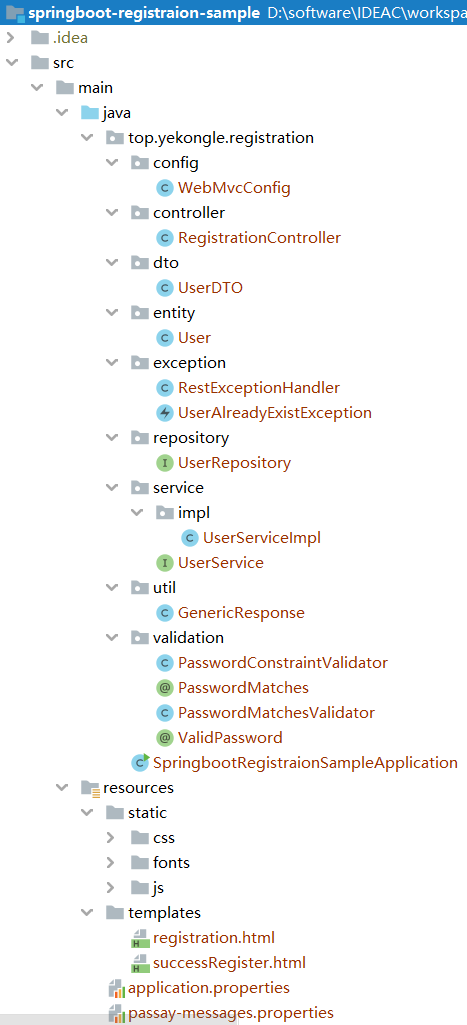 springboot-registraion-sample D:\software\IDEAC\workspa
.idea
src
main
java
top.yekongle.registration
config
C WebMvcConfig
controller
C RegistrationController
dto
C UserDTO
entity
C User
exception
C RestExceptionHandler
UserAlreadyExistException
repository
I UserRepository
service
impl
C UserServiceImpl
I UserService
util
C GenericResponse
validation
C PasswordConstraintValidator
@ PasswordMatches
C PasswordMatchesValidator
@ ValidPassword
C SpringbootRegistraionSampleApplication
resources
static
css
fonts
js
templates
H registration.html
H successRegister.html
application.properties
passay-messages.properties